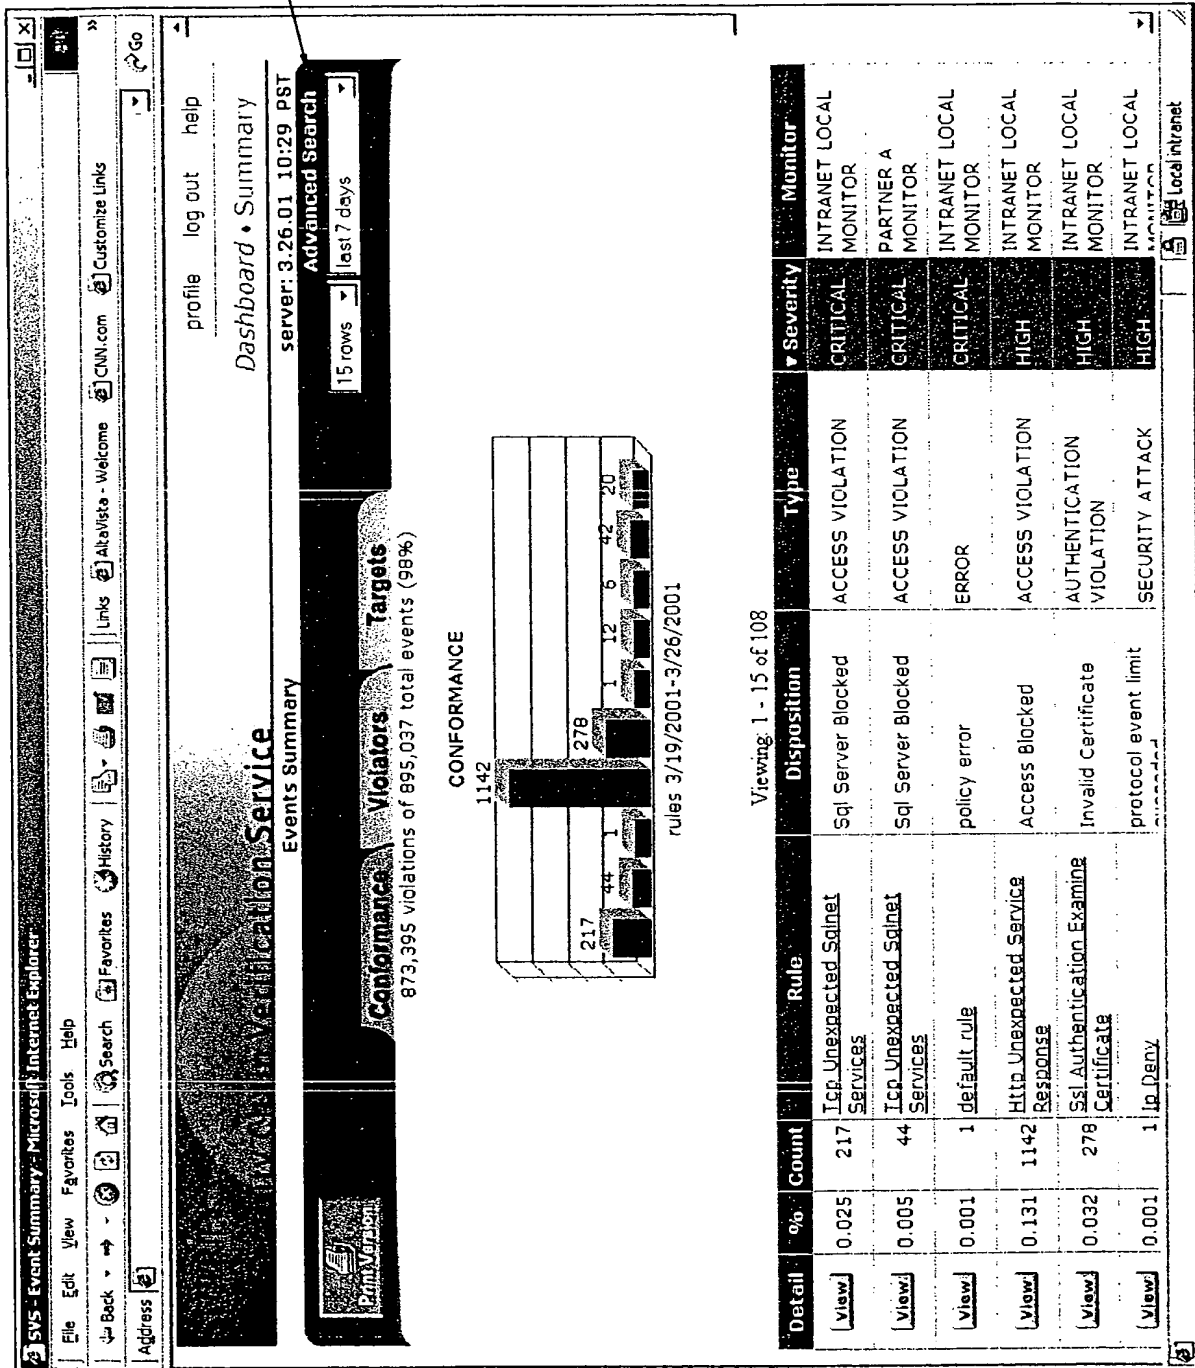 SVS - Event Summary - Microsoft Internet Explorer
File Edit View Favorites Tools Help
Back Search Favorites History Links AltaVista - Welcome CNN.com Customize Links
Address Go
profile log out help
Verification Service
Dashboard • Summary
Events Summary
server: 3.26.01 10:29 PST
Print Version
Advanced Search
15 rows last 7 days
Conformance Violators Targets
873,395 violations of 895,037 total events (98%)
CONFORMANCE
217 44 1 1142 278 1 12 6 42 20
rules 3/19/2001-3/26/2001
Viewing: 1 - 15 of 108
Detail % Count Rule Disposition Type ▾ Severity Monitor
View 0.025 217 Tcp Unexpected Sqlnet Services Sql Server Blocked ACCESS VIOLATION CRITICAL INTRANET LOCAL MONITOR
View 0.005 44 Tcp Unexpected Sqlnet Services Sql Server Blocked ACCESS VIOLATION CRITICAL PARTNER A MONITOR
View 0.001 1 default rule policy error ERROR CRITICAL INTRANET LOCAL MONITOR
View 0.131 1142 Http Unexpected Service Response Access Blocked ACCESS VIOLATION HIGH INTRANET LOCAL MONITOR
View 0.032 278 Ssl Authentication Examine Certificate Invalid Certificate AUTHENTICATION VIOLATION HIGH INTRANET LOCAL MONITOR
View 0.001 1 Ip Deny protocol event limit SECURITY ATTACK HIGH INTRANET LOCAL
Local intranet